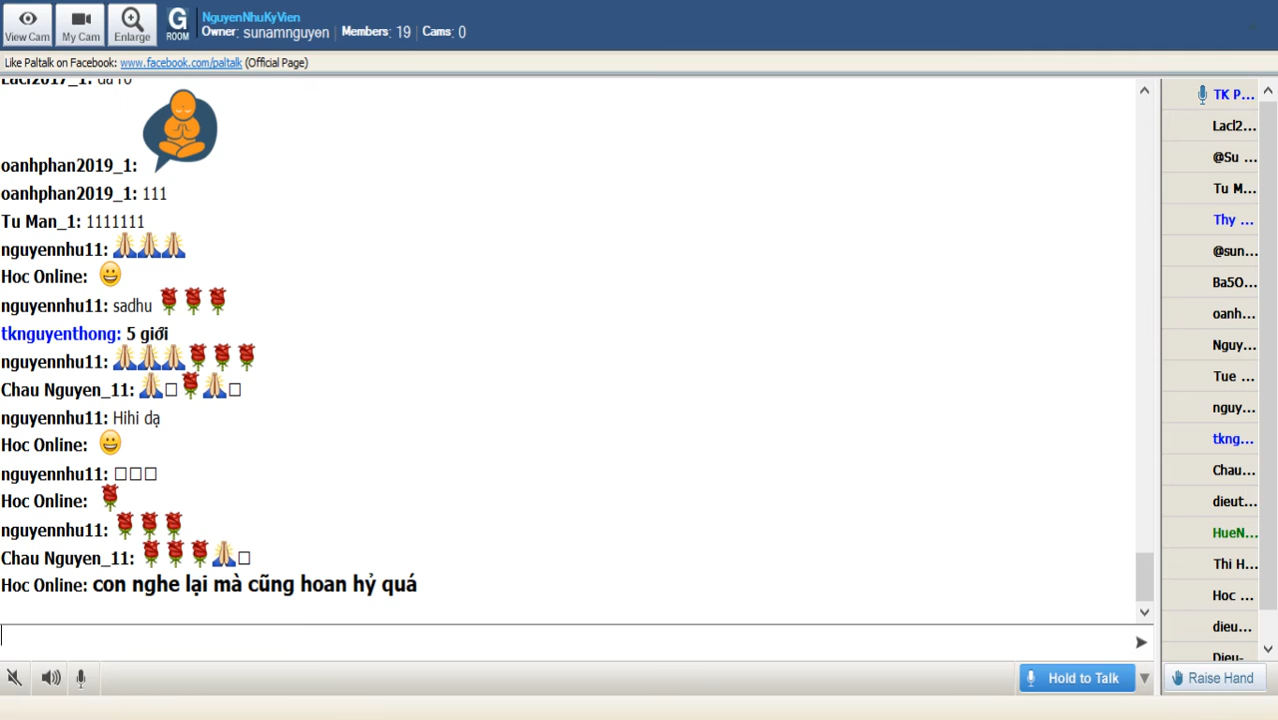 View Cam
My Cam
Enlarge
G
ROOM
NguyenNhuKyVien
Owner: sunamnguyen Members: 19 Cams: 0
Like Paltalk on Facebook: www.facebook.com/paltalk (Official Page)
oanhphan2019_1:
oanhphan2019_1: 111
Tu Man_1: 1111111
nguyennhu11: 🙏🙏🙏
Hoc Online: 😀
nguyennhu11: sadhu 🌹🌹🌹
tknguyenthong: 5 giới
nguyennhu11: 🙏🙏🙏🌹🌹🌹
Chau Nguyen_11: 🙏□🌹🙏□
nguyennhu11: Hihi dạ
Hoc Online: 😀
nguyennhu11: □□□
Hoc Online: 🌹
nguyennhu11: 🌹🌹🌹
Chau Nguyen_11: 🌹🌹🌹🙏□
Hoc Online: con nghe lại mà cũng hoan hỷ quá
TK P...
Lacl2...
@Su ...
Tu M...
Thy ...
@sun...
Ba5O...
oanh...
Nguy...
Tue ...
nguy...
tkng...
Chau...
dieut...
HueN...
Thi H...
Hoc ...
dieu...
Hold to Talk
Raise Hand